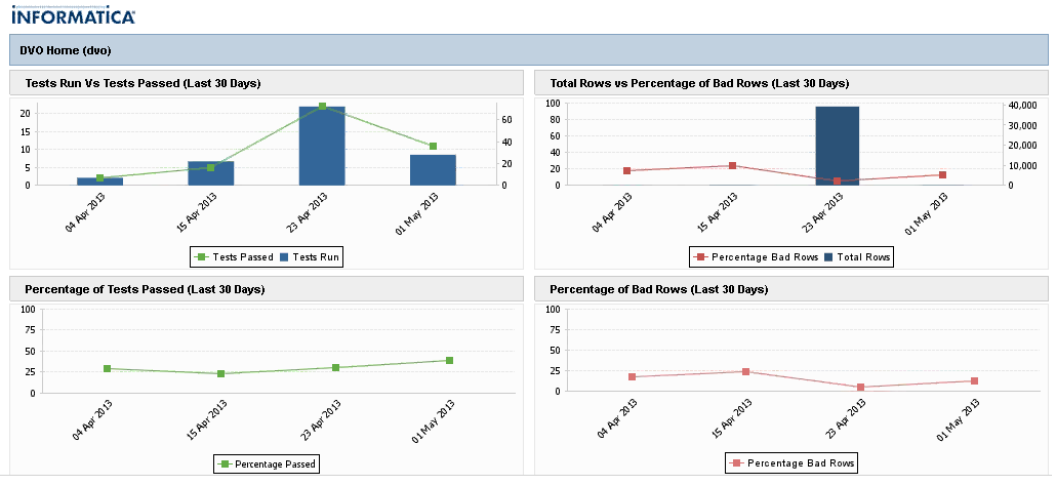 INFORMATICA
DVO Home (dvo)
Tests Run Vs Tests Passed (Last 30 Days)
20
15
10
5
0
60
40
20
0
04 Apr 2013
15 Apr 2013
23 Apr 2013
01 May 2013
Tests Passed Tests Run
Total Rows vs Percentage of Bad Rows (Last 30 Days)
100
80
60
40
20
0
40,000
30,000
20,000
10,000
0
04 Apr 2013
15 Apr 2013
23 Apr 2013
01 May 2013
Percentage Bad Rows Total Rows
Percentage of Tests Passed (Last 30 Days)
100
75
50
25
0
04 Apr 2013
15 Apr 2013
23 Apr 2013
01 May 2013
Percentage Passed
Percentage of Bad Rows (Last 30 Days)
100
75
50
25
0
04 Apr 2013
15 Apr 2013
23 Apr 2013
01 May 2013
Percentage Bad Rows